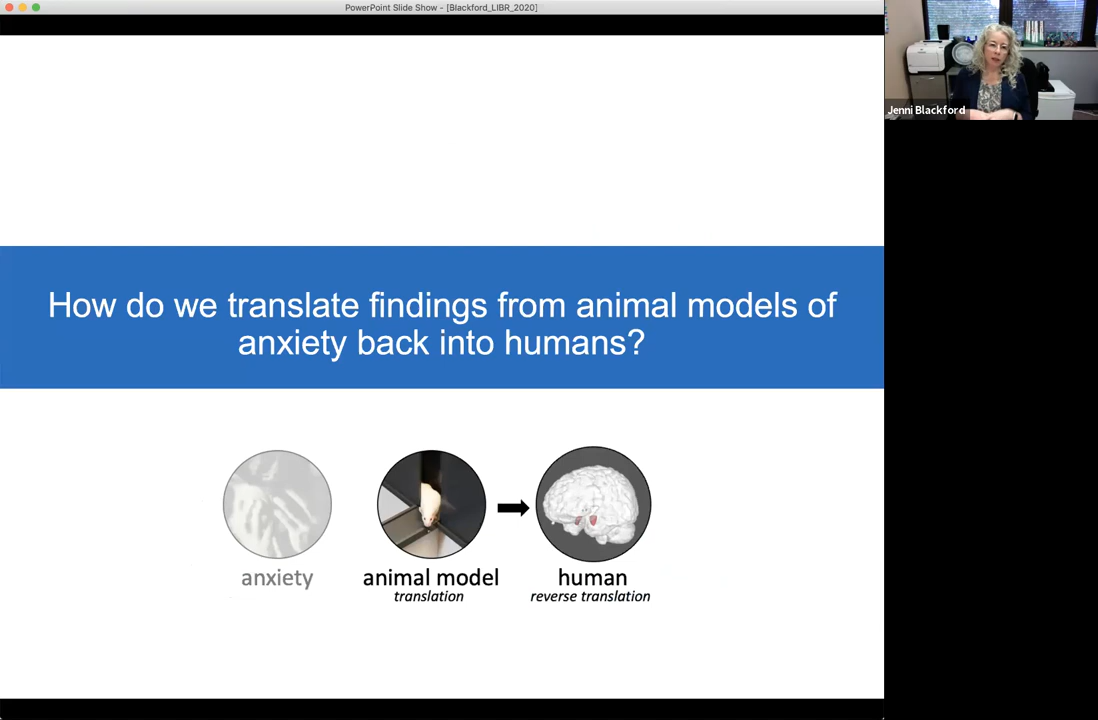 PowerPoint Slide Show - [Blackford_LIBR_2020]
Jenni Blackford
How do we translate findings from animal models of
anxiety back into humans?
anxiety
animal model
translation
human
reverse translation